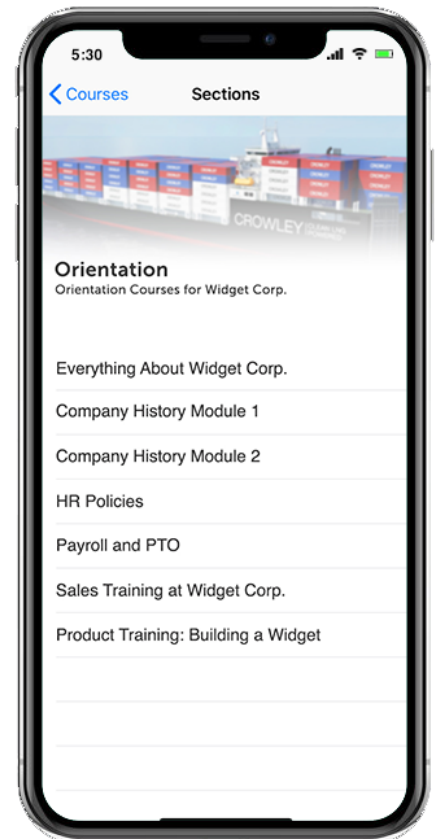 5:30
Courses
Sections
CROWLEY
Orientation
Orientation Courses for Widget Corp.
Everything About Widget Corp.
Company History Module 1
Company History Module 2
HR Policies
Payroll and PTO
Sales Training at Widget Corp.
Product Training: Building a Widget